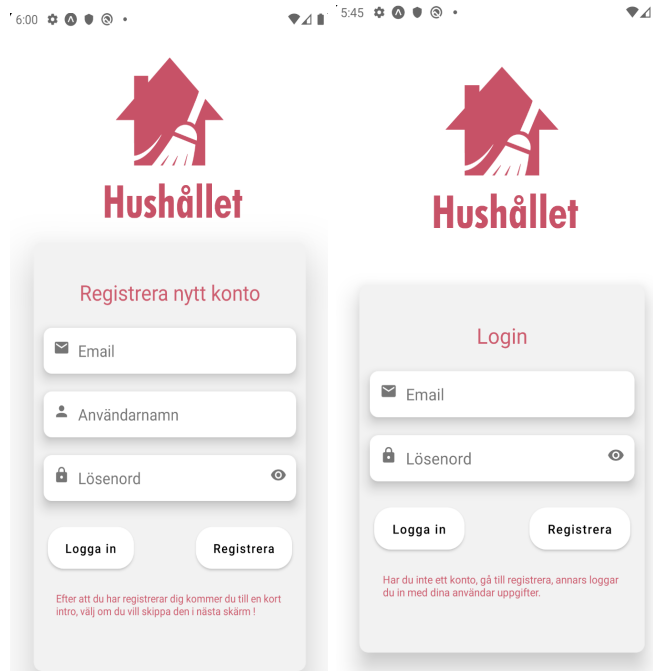 6:00
Hushållet
Registrera nytt konto
Email
Användarnamn
Lösenord
Logga in
Registrera
Efter att du har registrerar dig kommer du till en kort
intro, välj om du vill skippa den i nästa skärm !
5:45
Hushållet
Login
Email
Lösenord
Logga in
Registrera
Har du inte ett konto, gå till registrera, annars loggar
du in med dina användar uppgifter.